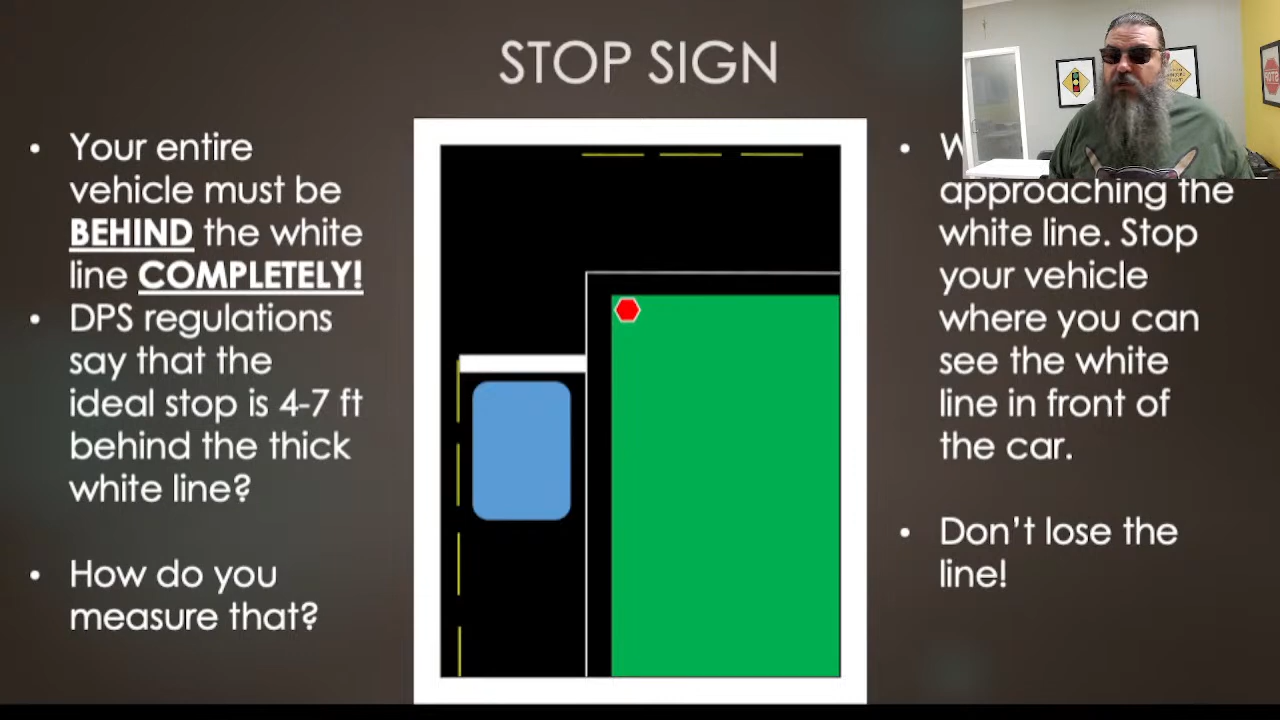 STOP SIGN
Your entire
vehicle must be
BEHIND the white
line COMPLETELY!
DPS regulations
say that the
ideal stop is 4-7 ft
behind the thick
white line?
How do you
measure that?
approaching the
white line. Stop
your vehicle
where you can
see the white
line in front of
the car.
Don’t lose the
line!